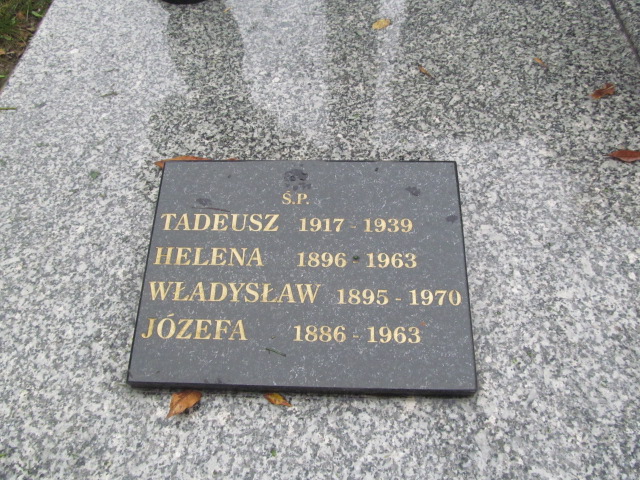 Ś.P.
TADEUSZ 1917 - 1939
HELENA 1896 - 1963
WŁADYSŁAW 1895 - 1970
JÓZEFA 1886 - 1963